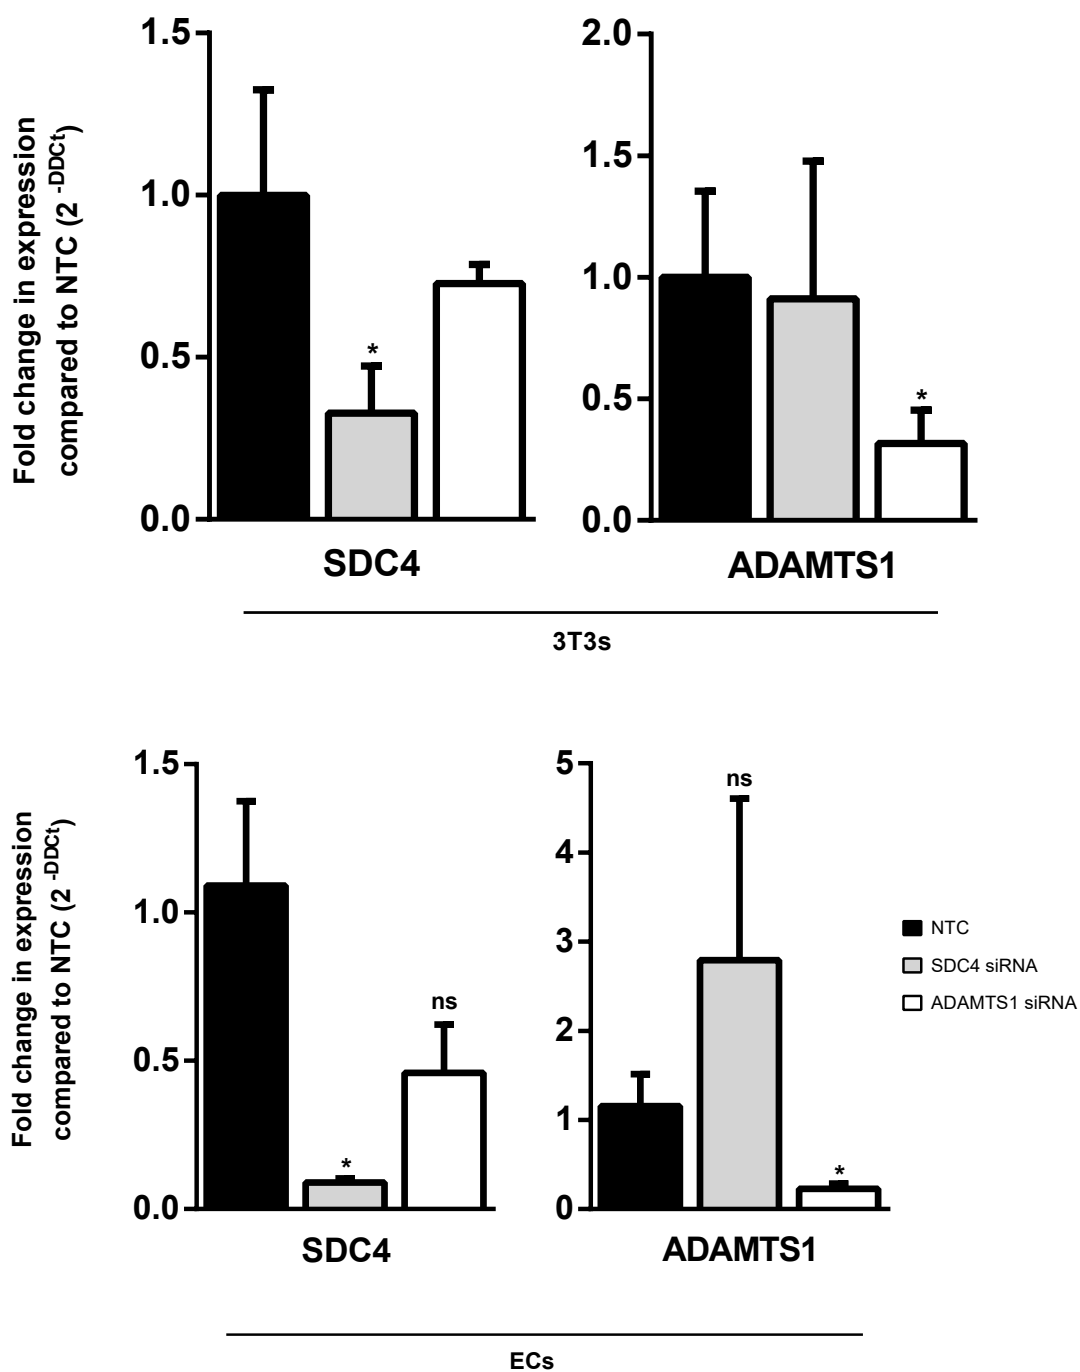 Fold change in expression
compared to NTC (2 -DDCt)
1.5
1.0
0.5
0.0
*
SDC4
2.0
1.5
1.0
0.5
0.0
*
ADAMTS1
3T3s
Fold change in expression
compared to NTC (2 -DDCt)
1.5
1.0
0.5
0.0
*
ns
SDC4
5
4
3
2
1
0
ns
*
ADAMTS1
NTC
SDC4 siRNA
ADAMTS1 siRNA
ECs